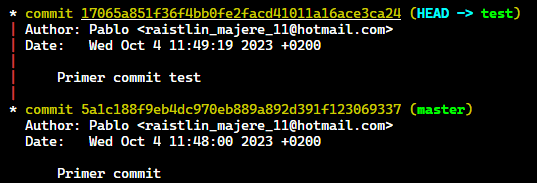 * commit 17065a851f36f4bb0fe2facd41011a16ace3ca24 (HEAD -> test)
| Author: Pablo <raistlin_majere_11@hotmail.com>
| Date:   Wed Oct 4 11:49:19 2023 +0200
|
|     Primer commit test
|
* commit 5a1c188f9eb4dc970eb889a892d391f123069337 (master)
  Author: Pablo <raistlin_majere_11@hotmail.com>
  Date:   Wed Oct 4 11:48:00 2023 +0200

      Primer commit